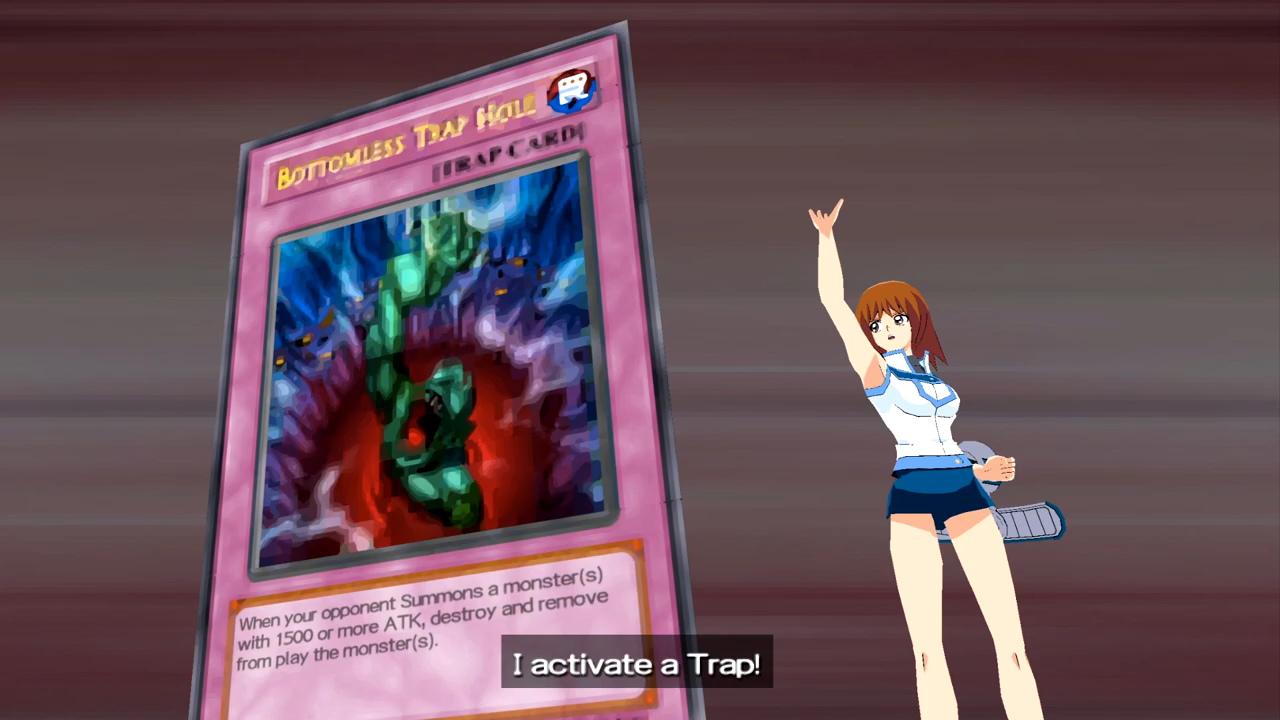 BOTTOMLESS TRAP HOLE
[TRAP CARD]
When your opponent Summons a monster(s)
with 1500 or more ATK, destroy and remove
from play the monster(s).
I activate a Trap!